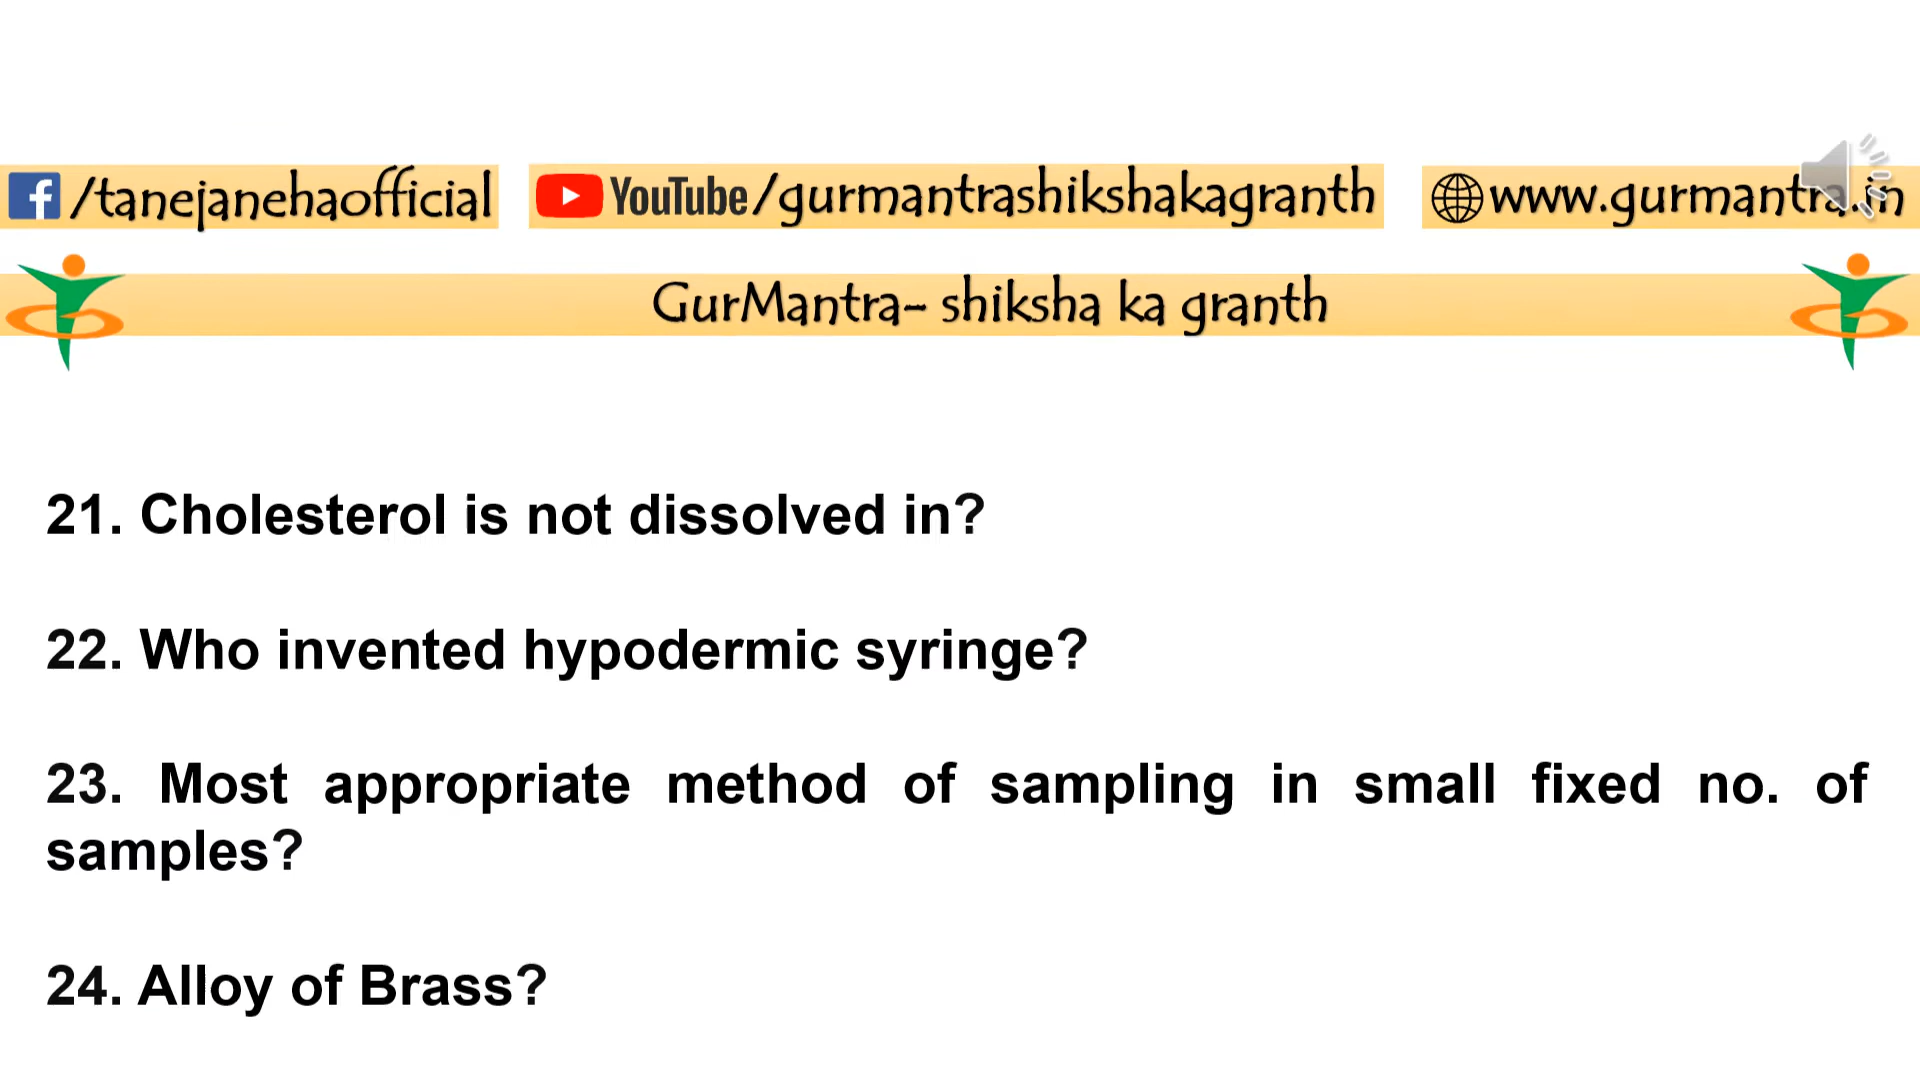 /tanejanehaofficial YouTube/gurmantrashikshakagranth www.gurmantra.in
GurMantra- shiksha ka granth
21. Cholesterol is not dissolved in?
22. Who invented hypodermic syringe?
23. Most appropriate method of sampling in small fixed no. of
samples?
24. Alloy of Brass?